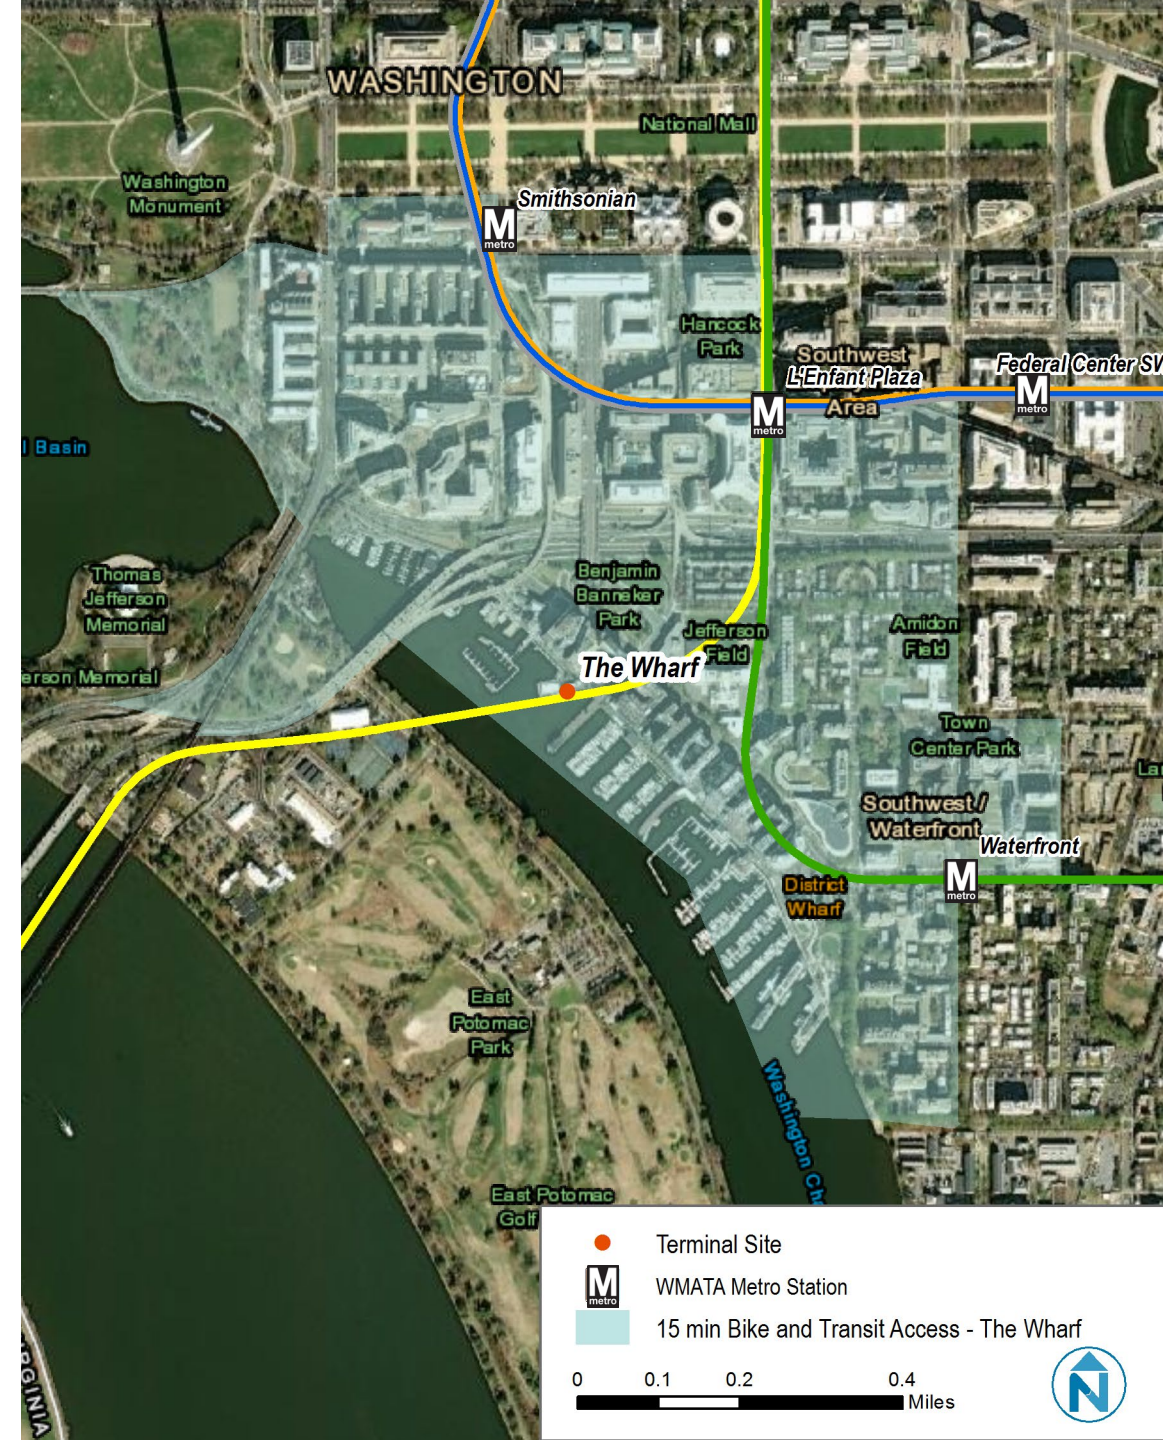 WASHINGTON
National Mall
Washington
Monument
Smithsonian
M
metro
Hancock
Park
Southwest
L'Enfant Plaza
Area
M
metro
Federal Center SW
M
metro
l Basin
Thomas
Jefferson
Memorial
erson Memorial
Benjamin
Banneker
Park
Jefferson
Field
Amidon
Field
The Wharf
Town
Center Park
La
Southwest /
Waterfront
Waterfront
M
metro
District
Wharf
East
Potomac
Park
Washington Cha
East Potomac
Golf
RGINIA
Terminal Site
M
metro
WMATA Metro Station
15 min Bike and Transit Access - The Wharf
0 0.1 0.2 0.4
Miles
N